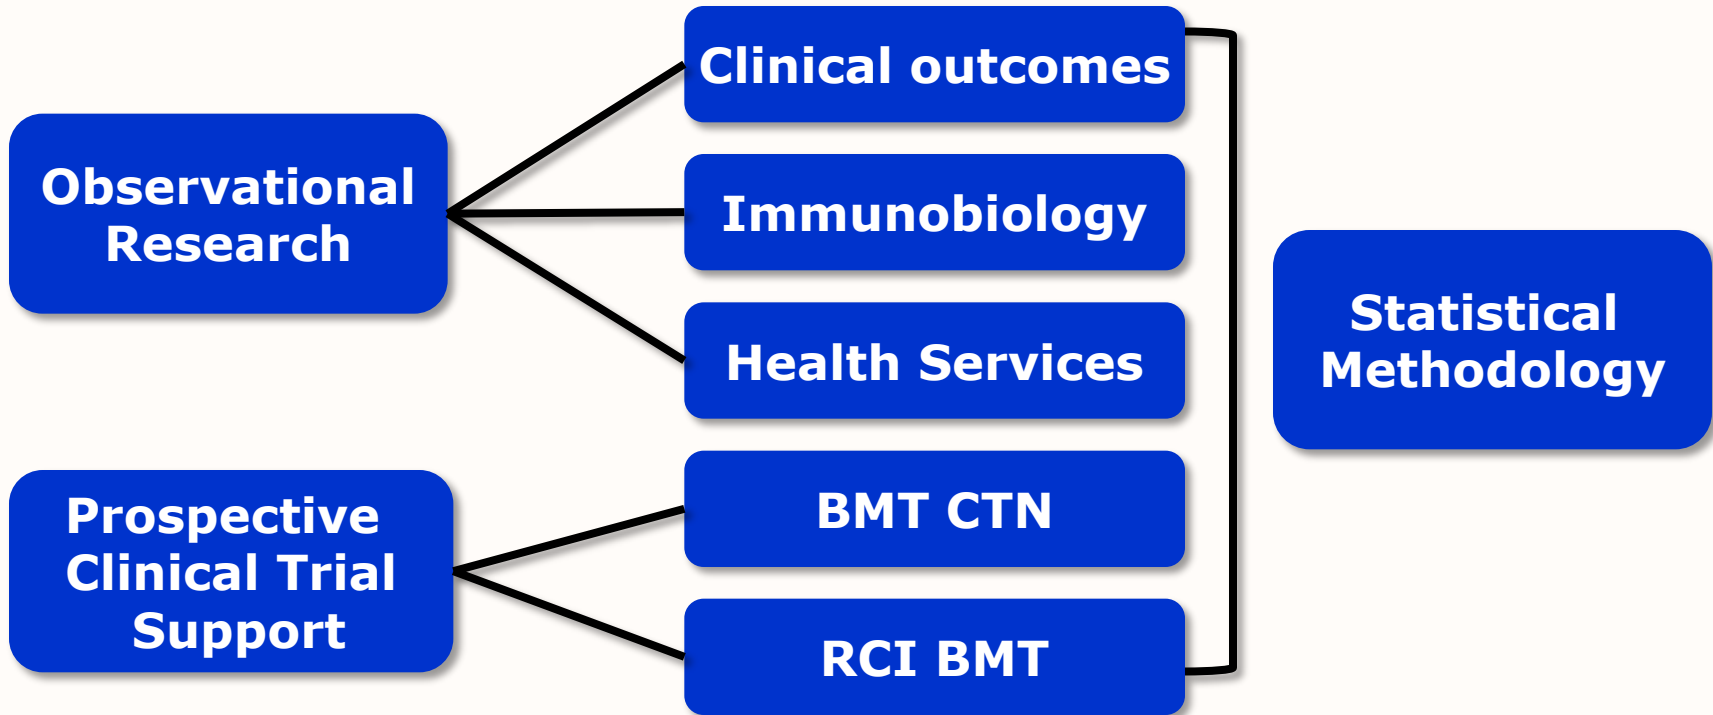 Observational
Research
Prospective
Clinical Trial
Support
Clinical outcomes
Immunobiology
Health Services
BMT CTN
RCI BMT
Statistical
Methodology